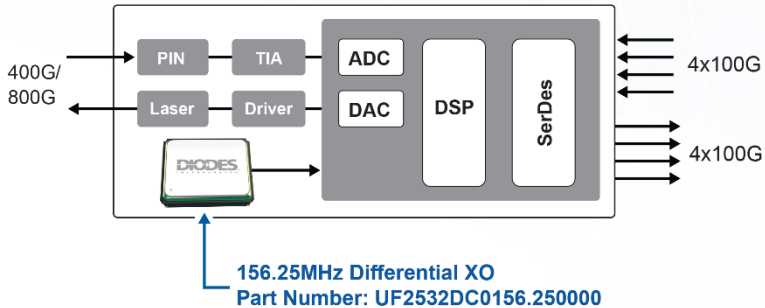 400G/
800G
PIN
TIA
ADC
Laser
Driver
DAC
DSP
SerDes
4x100G
4x100G
DIODES
INCORPORATED
156.25MHz Differential XO
Part Number: UF2532DC0156.250000